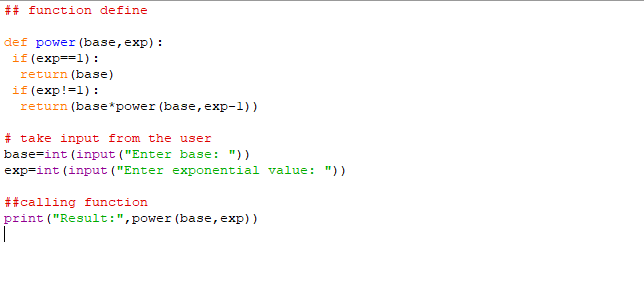 ## function define
def power(base,exp):
 if(exp==1):
  return(base)
 if(exp!=1):
  return(base*power(base,exp-1))
# take input from the user
base=int(input("Enter base: "))
exp=int(input("Enter exponential value: "))
##calling function
print("Result:",power(base,exp))